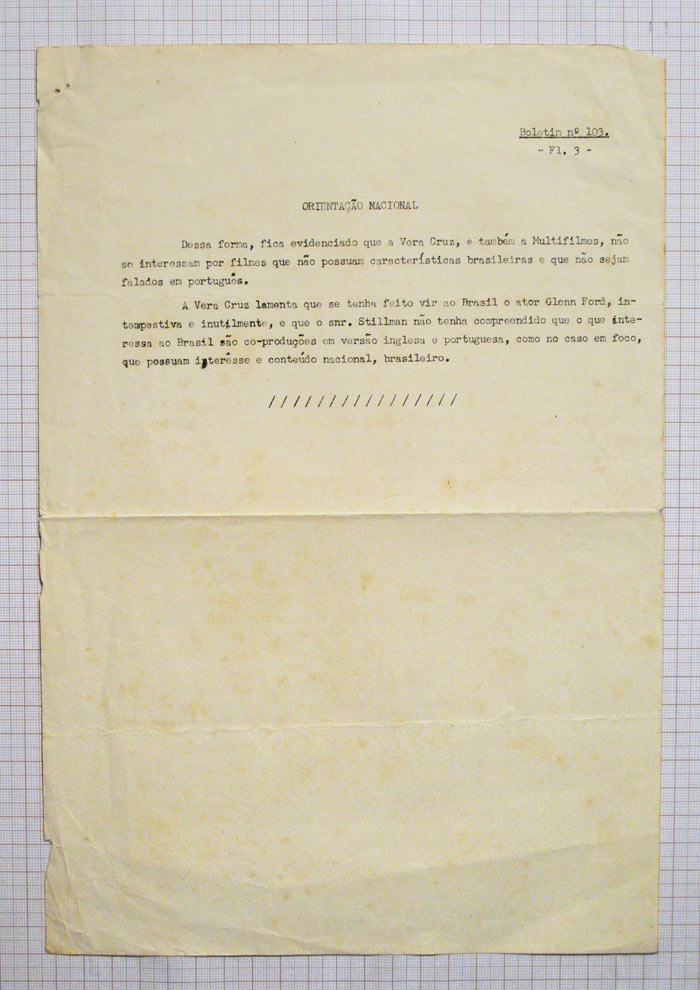 Boletim nº 103.
- Fl. 3 -
ORIENTAÇÃO NACIONAL
Dessa forma, fica evidenciado que a Vera Cruz, e também a Multifilmes, não
se interessam por filmes que não possuam características brasileiras e que não sejam
falados em português.
A Vera Cruz lamenta que se tenha feito vir ao Brasil o ator Glenn Ford, in-
tempestiva e inutilmente, e que o snr. Stillman não tenha compreendido que o que inte-
ressa ao Brasil são co-produções em versão inglesa e portuguesa, como no caso em foco,
que possuam interêsse e conteúdo nacional, brasileiro.
////////////////